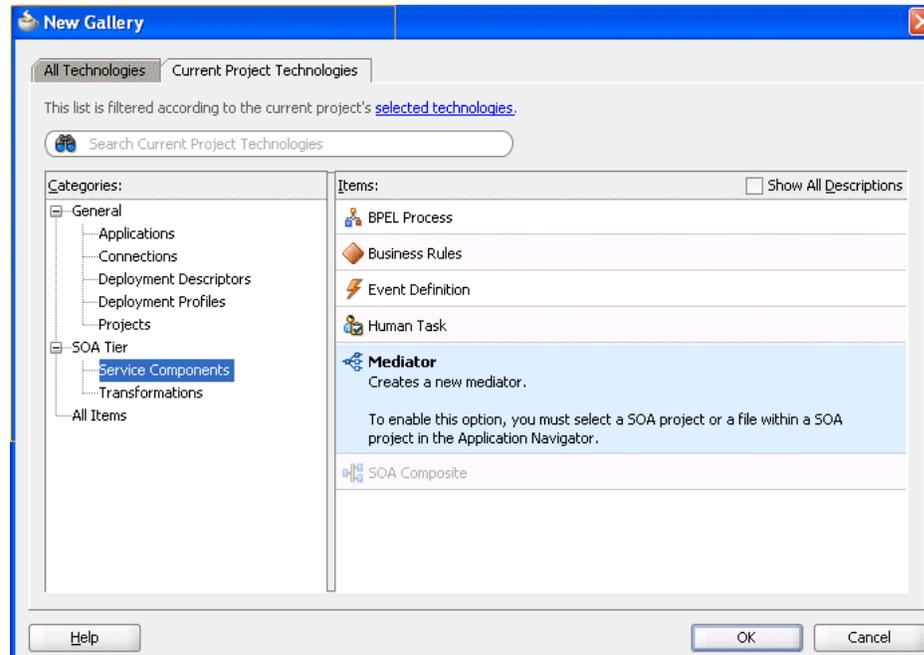 New Gallery
All Technologies
Current Project Technologies
This list is filtered according to the current project's selected technologies.
Search Current Project Technologies
Categories:
General
Applications
Connections
Deployment Descriptors
Deployment Profiles
Projects
SOA Tier
Service Components
Transformations
All Items
Items:
Show All Descriptions
BPEL Process
Business Rules
Event Definition
Human Task
Mediator
Creates a new mediator.
To enable this option, you must select a SOA project or a file within a SOA
project in the Application Navigator.
SOA Composite
Help
OK
Cancel